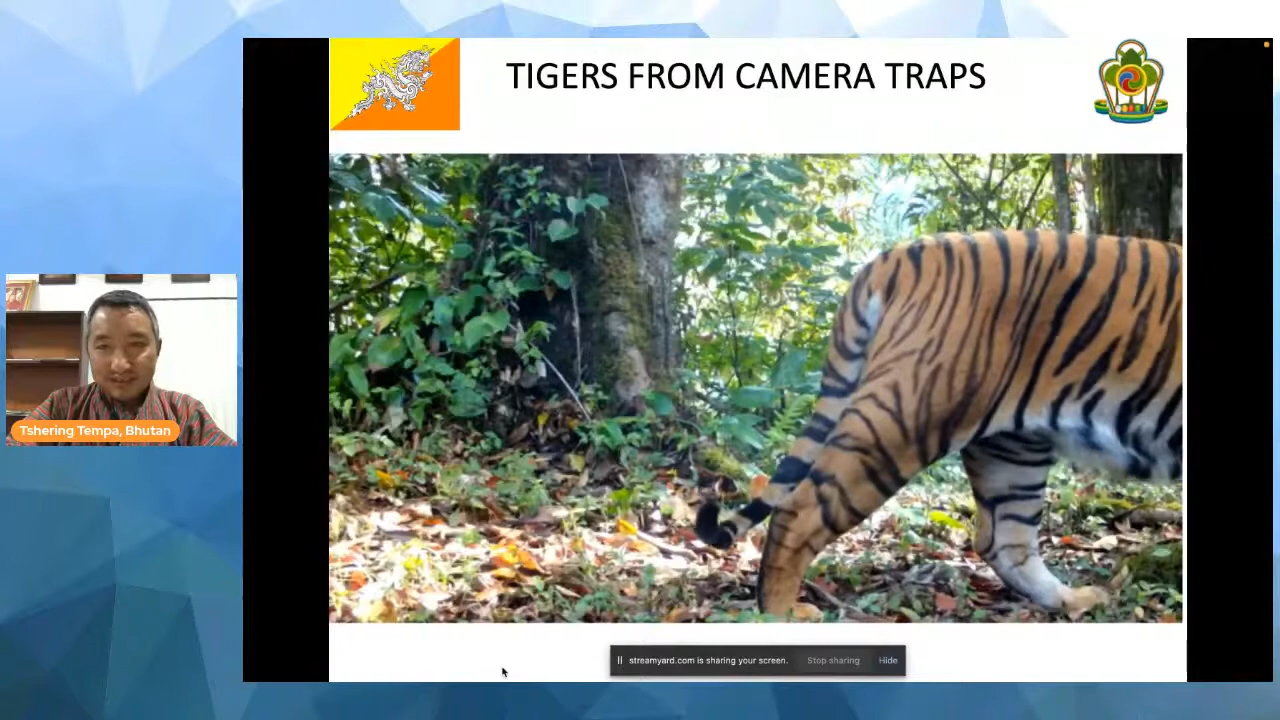 TIGERS FROM CAMERA TRAPS
Tshering Tempa, Bhutan
streamyard.com is sharing your screen.
Stop sharing
Hide